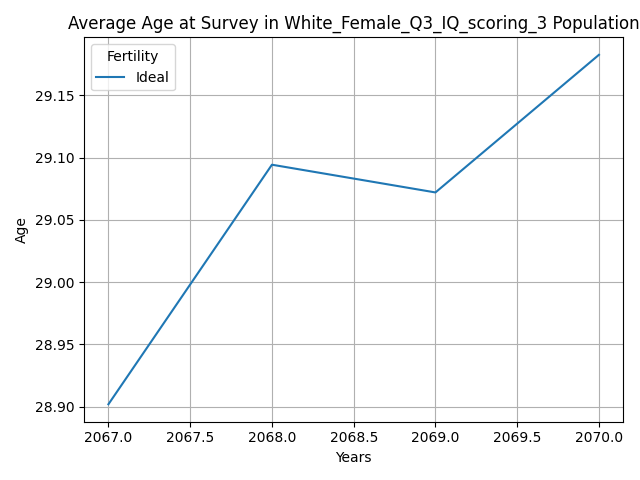 Average Age at Survey in White_Female_Q3_IQ_scoring_3 Population
Fertility
Ideal
29.15
29.10
29.05
29.00
28.95
28.90
Age
2067.0 2067.5 2068.0 2068.5 2069.0 2069.5 2070.0
Years